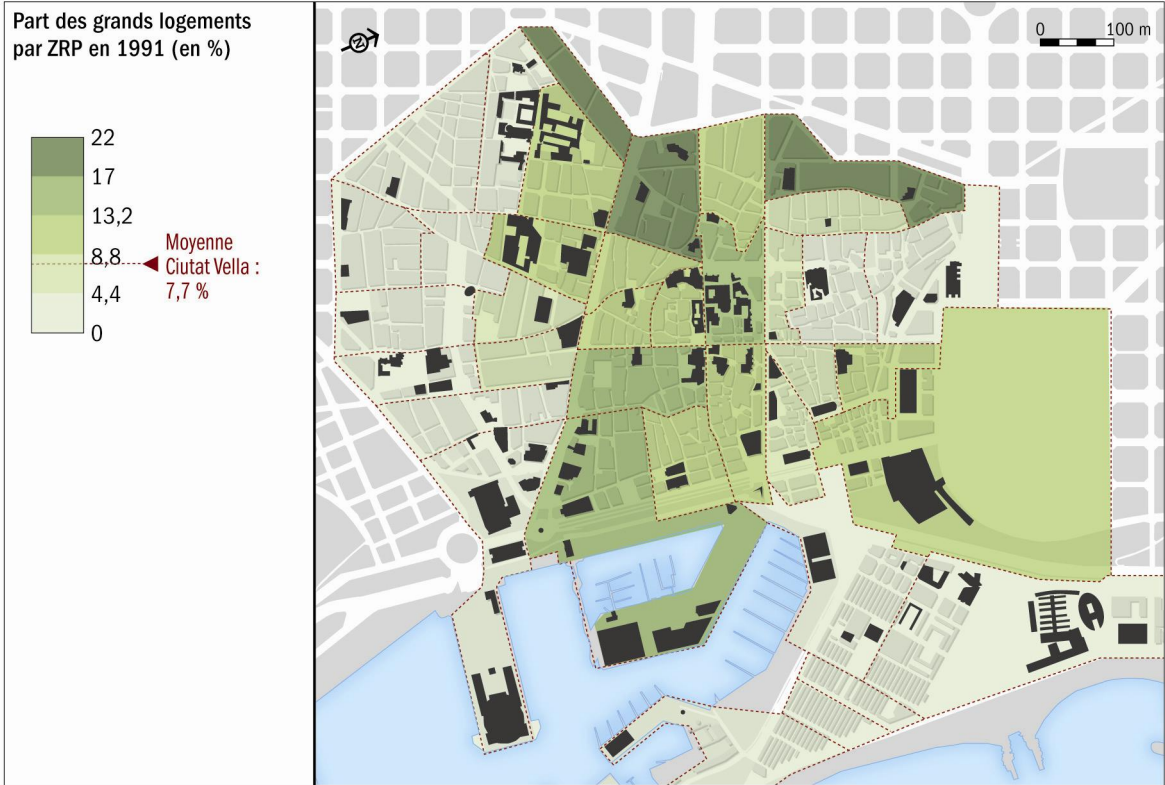 Part des grands logements
par ZRP en 1991 (en %)
22
17
13,2
8,8
4,4
0
Moyenne
Ciutat Vella :
7,7 %
N
0 100 m